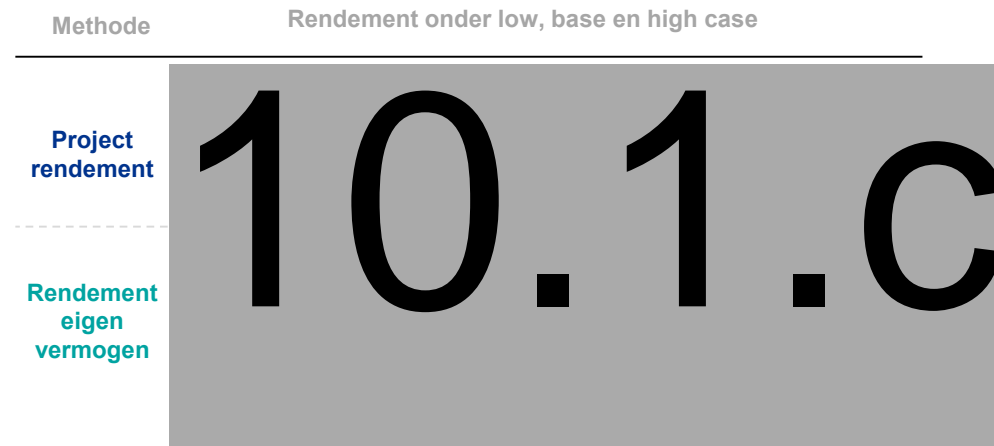 Methode
Rendement onder low, base en high case
Project
rendement
10.1.c
Rendement
eigen
vermogen